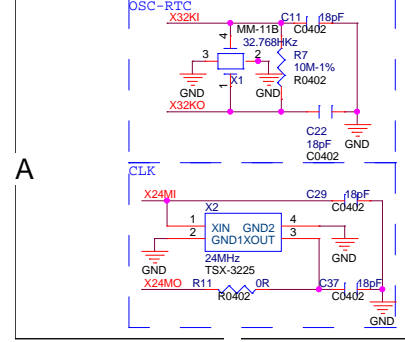 OSC-RTC
X32KI
C11 18pF
C0402
MM-11B
32.768HKz
4
3
2
1
X1
R7
10M-1%
R0402
GND
GND
X32KO
C22
18pF
C0402
GND
A
CLK
X24MI
C29 18pF
C0402
X2
1 XIN GND2 4
2 GND1XOUT 3
GND
GND
24MHz
TSX-3225
X24MO R11 0R
R0402
C37 18pF
C0402
GND